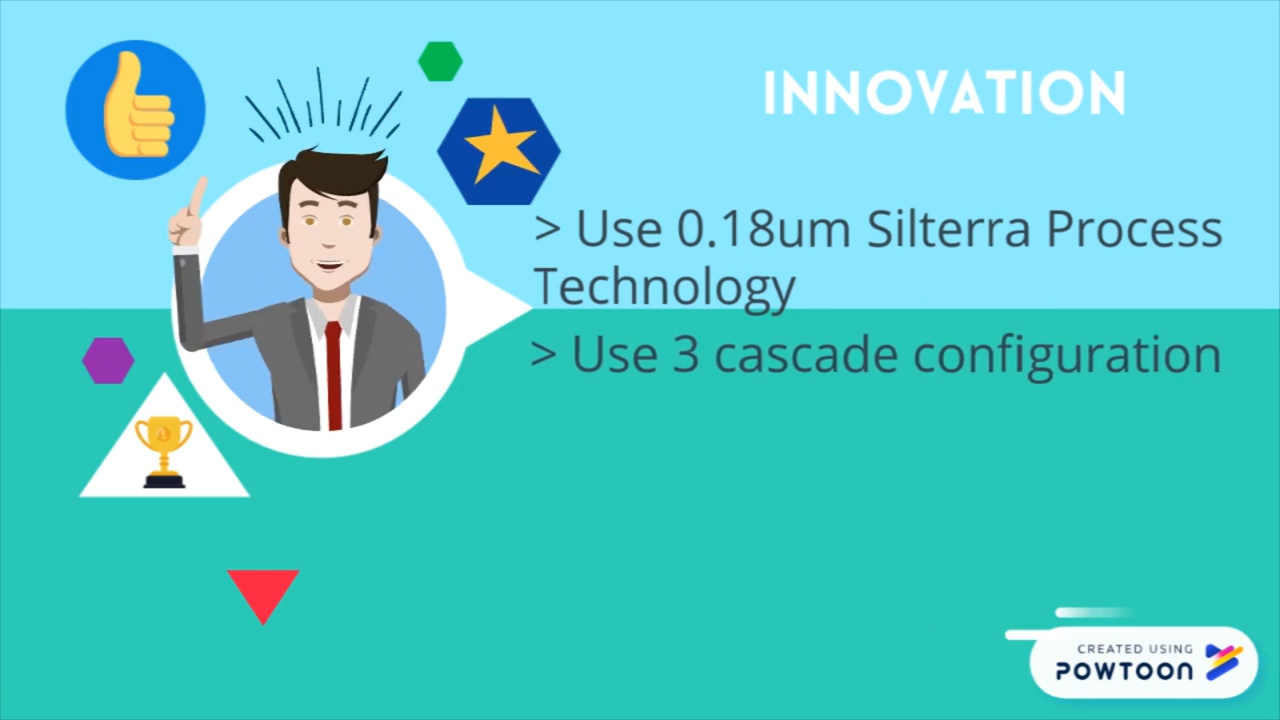 INNOVATION
> Use 0.18um Silterra Process
Technology
> Use 3 cascade configuration
CREATED USING
POWTOON